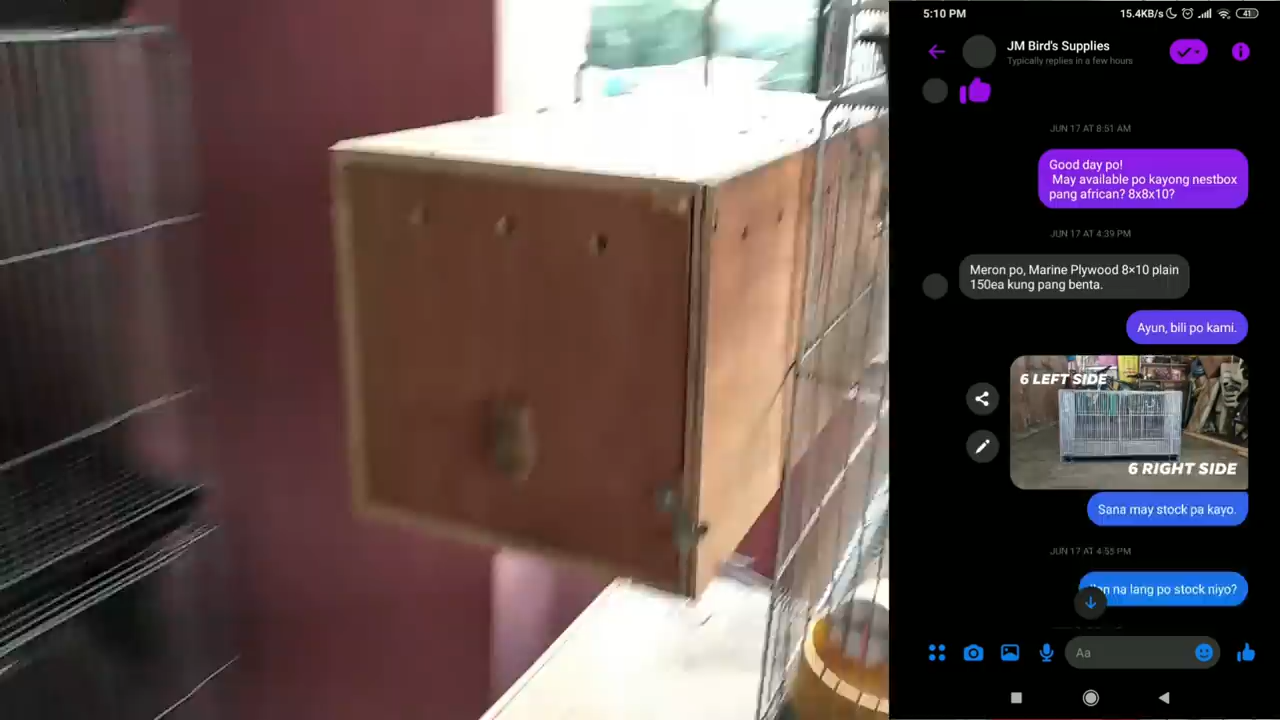 5:10 PM
15.4KB/s
41
JM Bird's Supplies
Typically replies in a few hours
JUN 17 AT 8:51 AM
Good day po!
May available po kayong nestbox
pang african? 8x8x10?
JUN 17 AT 4:39 PM
Meron po, Marine Plywood 8×10 plain
150ea kung pang benta.
Ayun, bili po kami.
6 LEFT SIDE
6 RIGHT SIDE
Sana may stock pa kayo.
JUN 17 AT 4:55 PM
na lang po stock niyo?
Aa